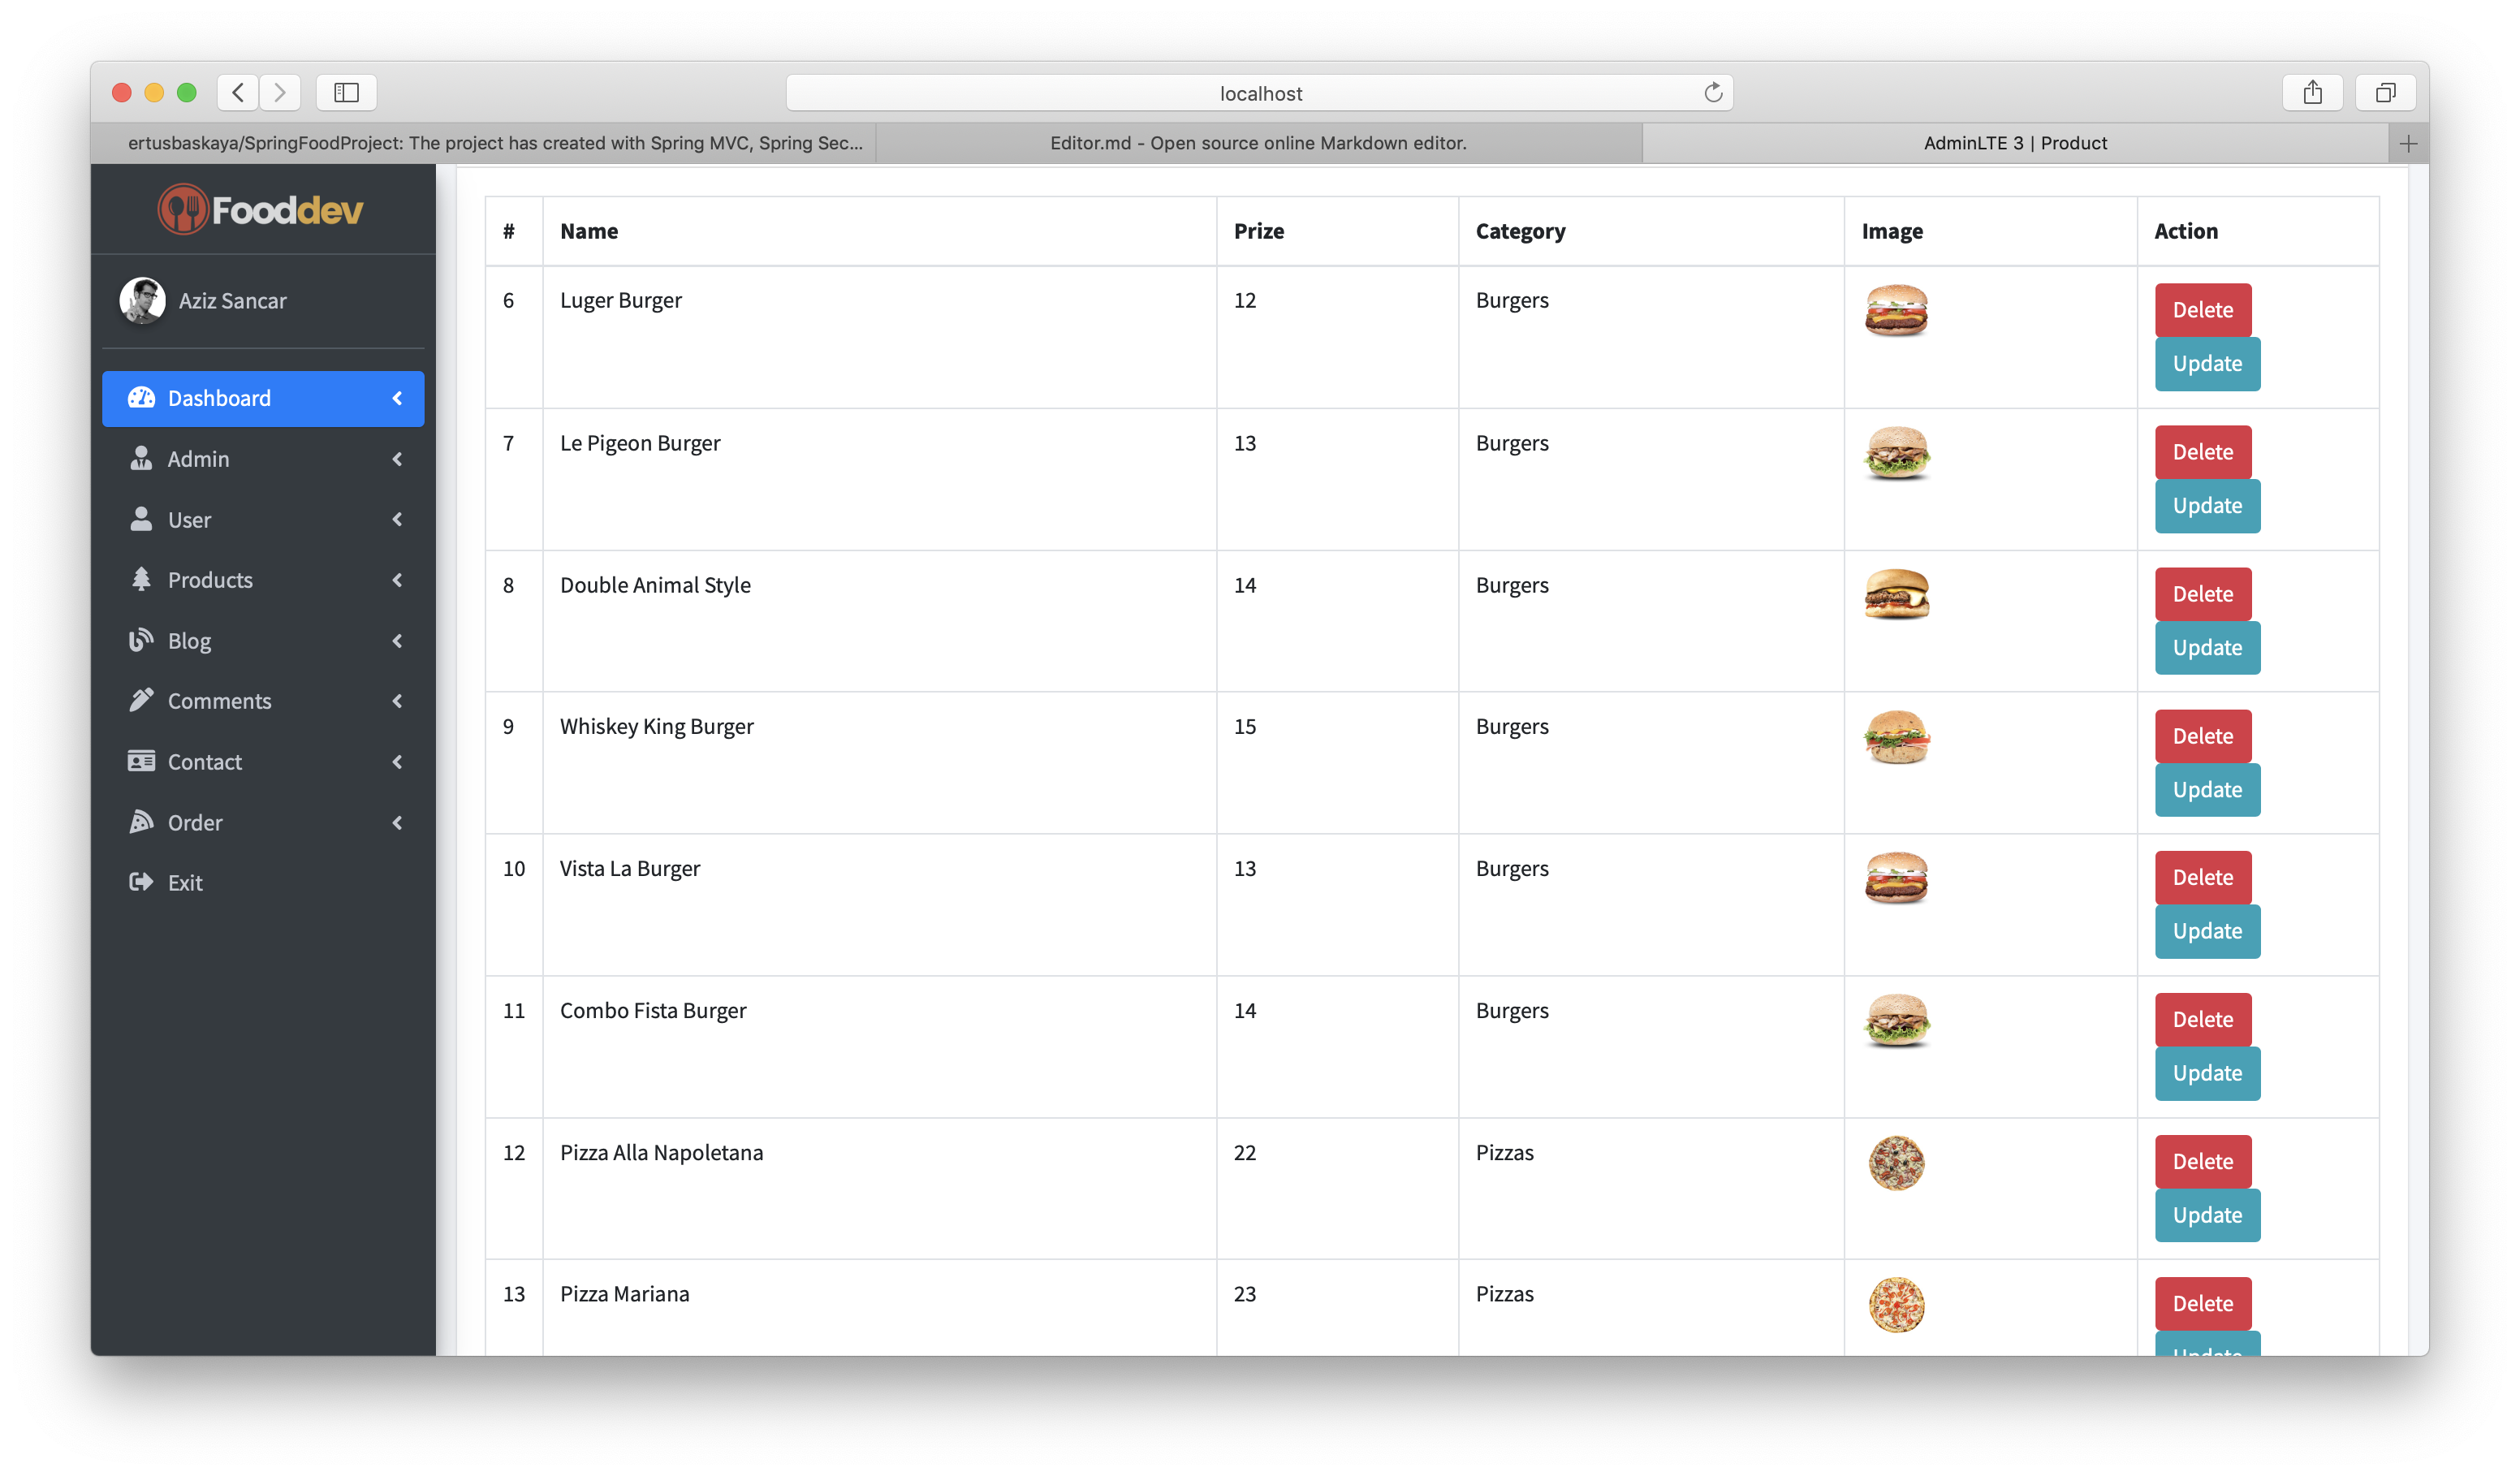 localhost
ertusbaskaya/SpringFoodProject: The project has created with Spring MVC, Spring Sec...
Editor.md - Open source online Markdown editor.
AdminLTE 3 | Product
Fooddev
Aziz Sancar
Dashboard
Admin
User
Products
Blog
Comments
Contact
Order
Exit
# Name Prize Category Image Action
6 Luger Burger 12 Burgers Delete
Update
7 Le Pigeon Burger 13 Burgers Delete
Update
8 Double Animal Style 14 Burgers Delete
Update
9 Whiskey King Burger 15 Burgers Delete
Update
10 Vista La Burger 13 Burgers Delete
Update
11 Combo Fista Burger 14 Burgers Delete
Update
12 Pizza Alla Napoletana 22 Pizzas Delete
Update
13 Pizza Mariana 23 Pizzas Delete
Update